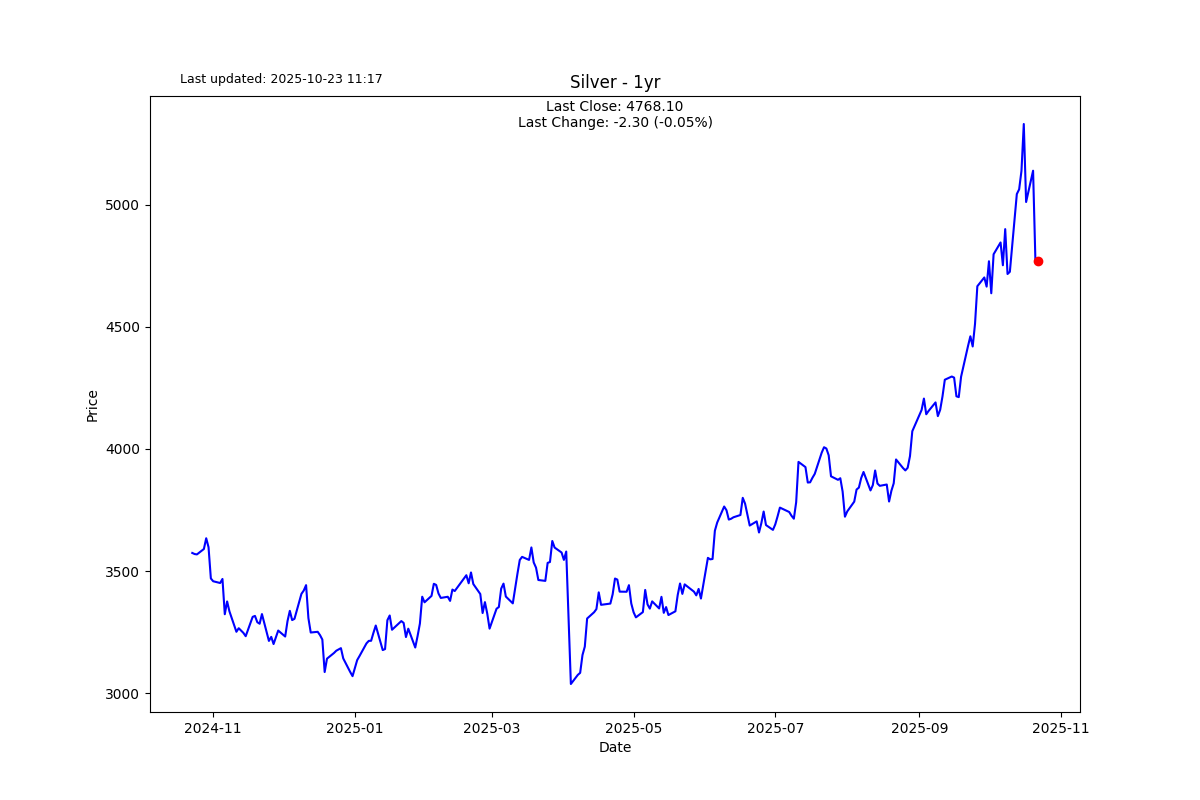 Last updated: 2025-10-23 11:17
Silver - 1yr
Last Close: 4768.10
Last Change: -2.30 (-0.05%)
Price
5000
4500
4000
3500
3000
2024-11 2025-01 2025-03 2025-05 2025-07 2025-09 2025-11
Date